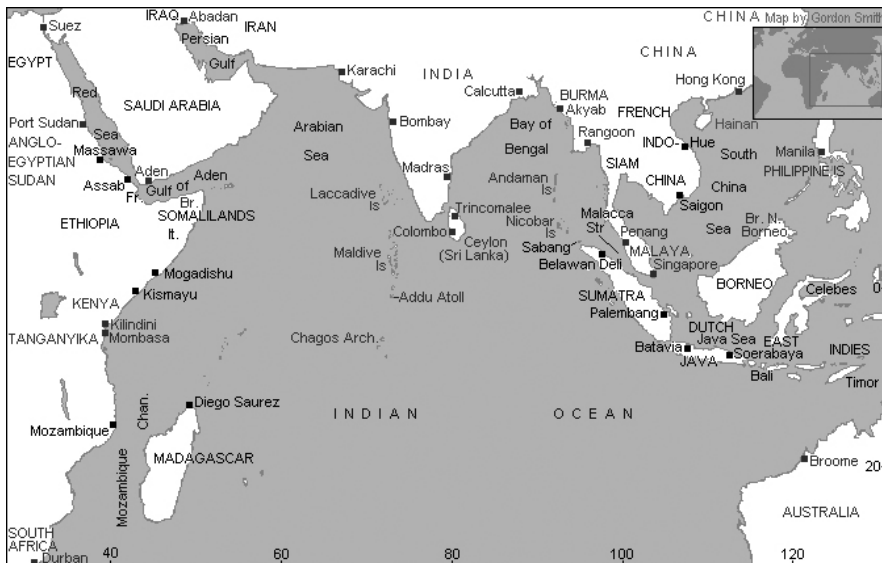 CHINA
Map by Gordon Smith
IRAQ
Abadan
IRAN
Suez
Persian
Gulf
CHINA
EGYPT
Karachi
INDIA
Calcutta
BURMA
Akyab
Hong Kong
Red
Sea
SAUDI ARABIA
FRENCH
Hainan
Port Sudan
Arabian
Sea
Bombay
Bay of
Bengal
Rangoon
INDO-
Hue
ANGLO-
EGYPTIAN
SUDAN
Massawa
SIAM
South
China
Sea
Manila
PHILIPPINE IS
Aden
Gulf of Aden
Madras
Andaman
Is
CHINA
Assab
Fr.
Br.
SOMALILANDS
It.
Laccadive
Is
Saigon
Trincomalee
Nicobar
Is
Malacca
Str
Br. N.
Borneo
ETHIOPIA
Colombo
Ceylon
(Sri Lanka)
Penang
Maldive
Is
Sabang
MALAYA
Belawan Deli
Singapore
Mogadishu
BORNEO
Celebes
0
Kismayu
KENYA
Addu Atoll
SUMATRA
Palembang
Kilindini
Mombasa
TANGANYIKA
Chagos Arch.
DUTCH
EAST
INDIES
Java Sea
Batavia
Soerabaya
JAVA
Bali
Timor
Diego Saurez
INDIAN
OCEAN
Mozambique
Mozambique Chan.
MADAGASCAR
Broome
20
AUSTRALIA
SOUTH
AFRICA
Durban
40
60
80
100
120